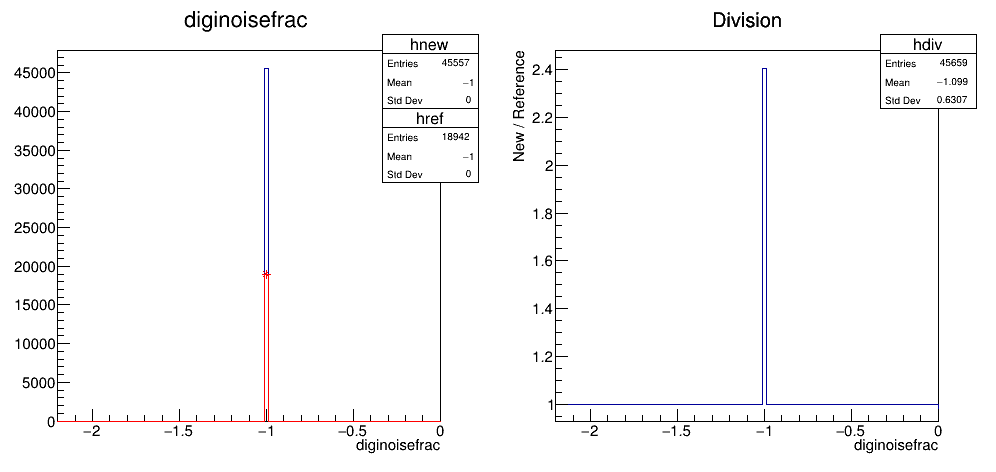 diginoisefrac
hnew
Entries 45557
Mean −1
Std Dev 0
href
Entries 18942
Mean −1
Std Dev 0
45000
40000
35000
30000
25000
20000
15000
10000
5000
0
−2 −1.5 −1 −0.5 0
diginoisefrac
Division
hdiv
Entries 45659
Mean −1.099
Std Dev 0.6307
New / Reference
2.4
2.2
2
1.8
1.6
1.4
1.2
1
−2 −1.5 −1 −0.5 0
diginoisefrac